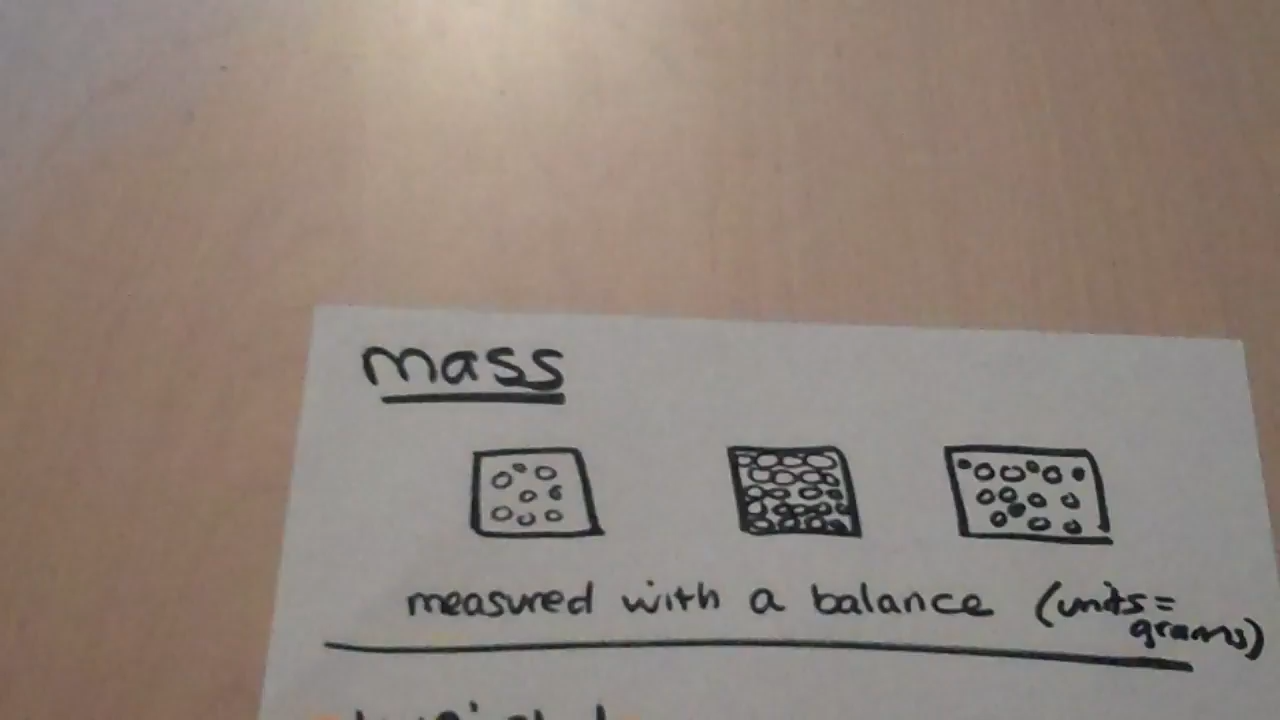 mass
measured with a balance (units =
grams)